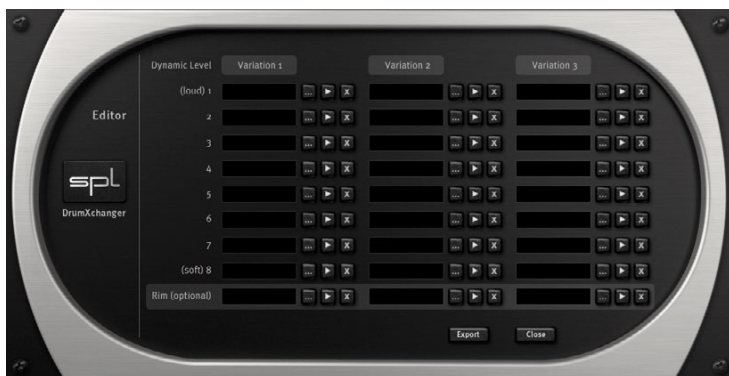 Dynamic Level Variation 1 Variation 2 Variation 3
(loud) 1 ... X ... X ... X
Editor
2 ... X ... X ... X
3 ... X ... X ... X
4 ... X ... X ... X
spl
5 ... X ... X ... X
DrumXchanger
6 ... X ... X ... X
7 ... X ... X ... X
(soft) 8 ... X ... X ... X
Rim (optional) ... X ... X ... X
Export Close